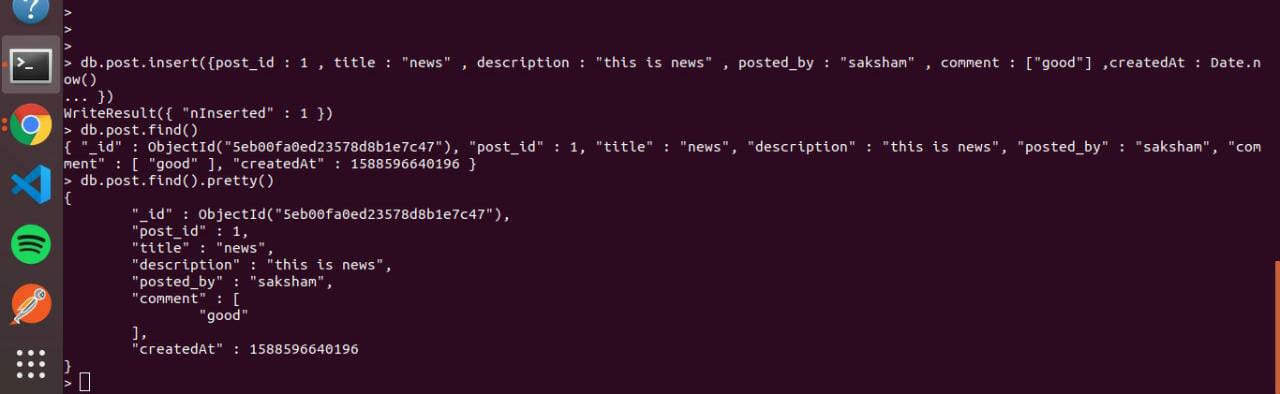 >
>
>
> db.post.insert({post_id : 1 , title : "news" , description : "this is news" , posted_by : "saksham" , comment : ["good"] ,createdAt : Date.n
ow()
... })
WriteResult({ "nInserted" : 1 })
> db.post.find()
{ "_id" : ObjectId("5eb00fa0ed23578d8b1e7c47"), "post_id" : 1, "title" : "news", "description" : "this is news", "posted_by" : "saksham", "com
ment" : [ "good" ], "createdAt" : 1588596640196 }
> db.post.find().pretty()
{
	"_id" : ObjectId("5eb00fa0ed23578d8b1e7c47"),
	"post_id" : 1,
	"title" : "news",
	"description" : "this is news",
	"posted_by" : "saksham",
	"comment" : [
		"good"
	],
	"createdAt" : 1588596640196
}
>